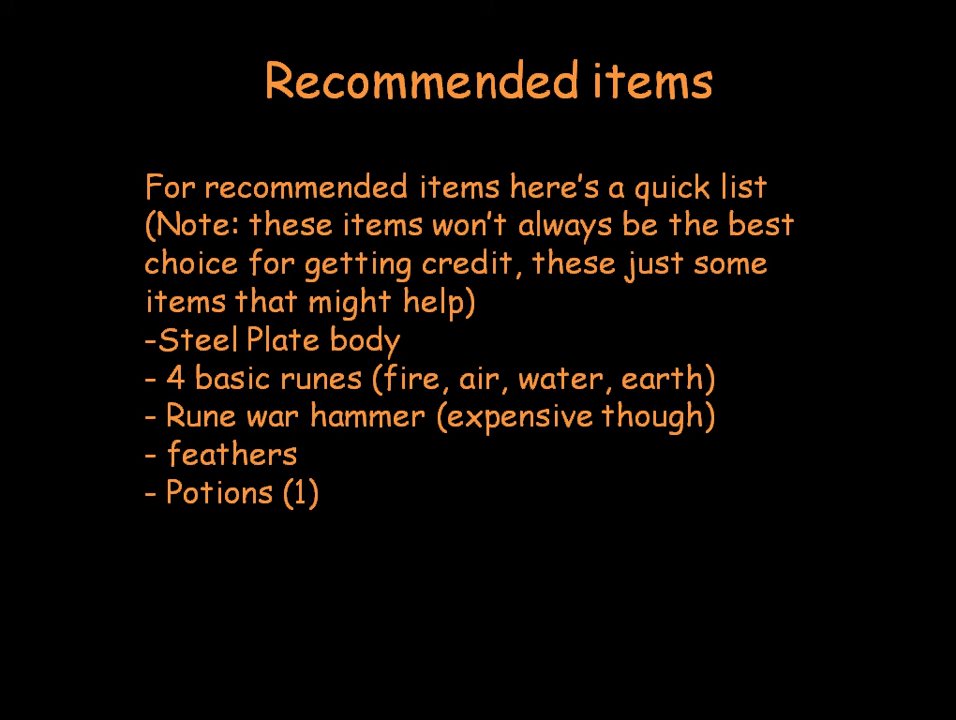 Recommended items
For recommended items here's a quick list
(Note: these items won't always be the best
choice for getting credit, these just some
items that might help)
-Steel Plate body
- 4 basic runes (fire, air, water, earth)
- Rune war hammer (expensive though)
- feathers
- Potions (1)